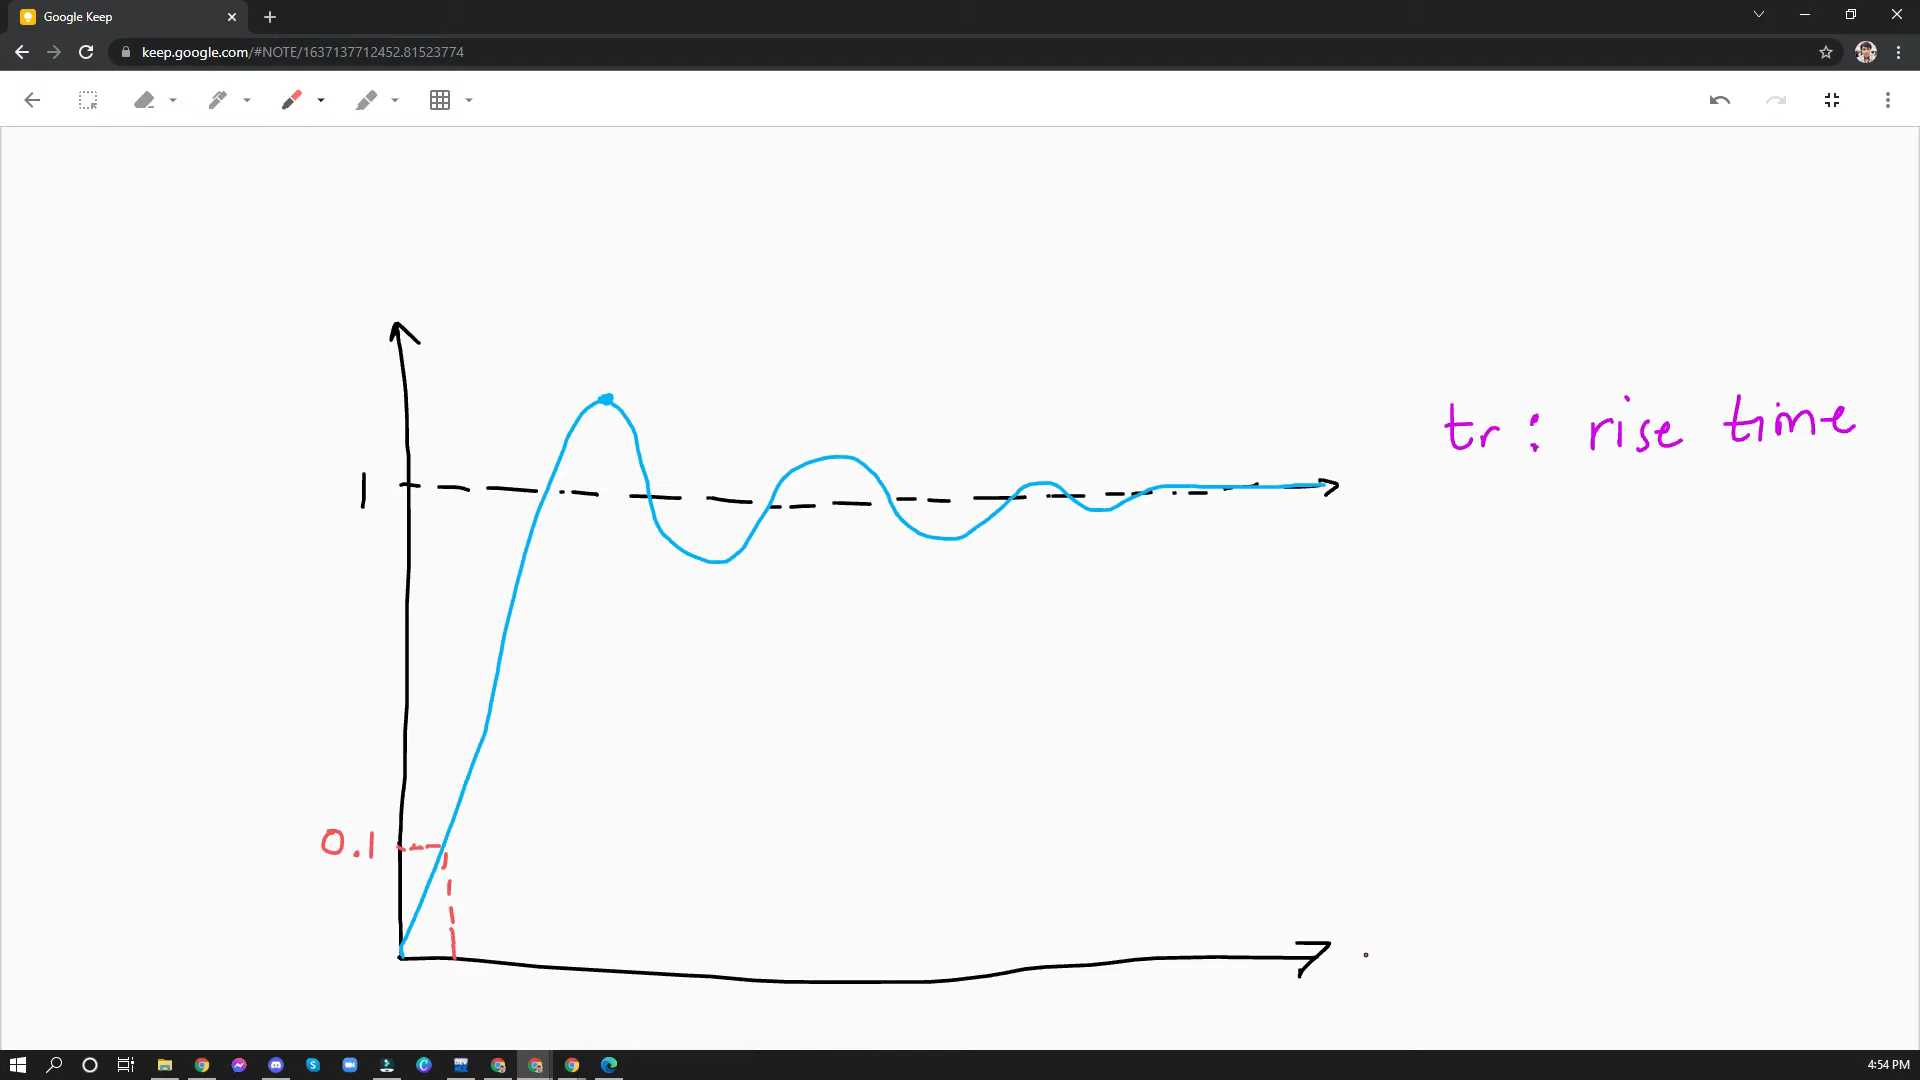 Google Keep
keep.google.com/#NOTE/1637137712452.81523774
tr : rise time
1
0.1
4:54 PM